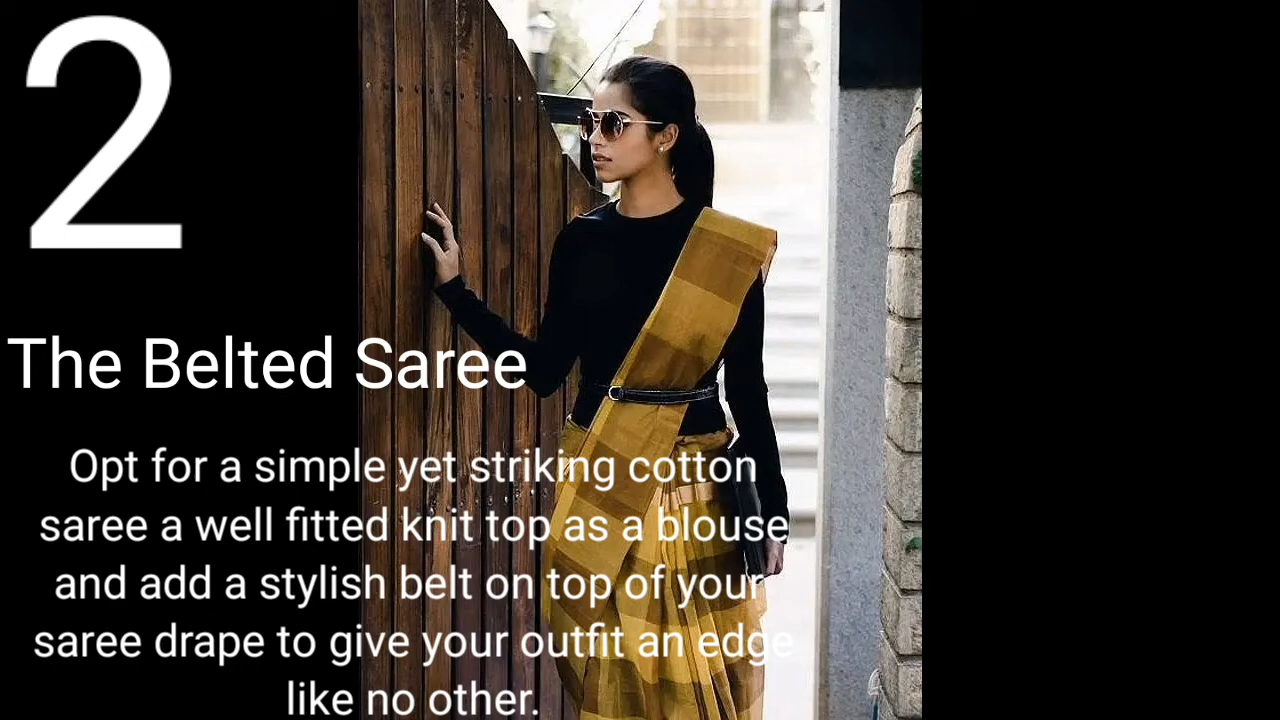 2
The Belted Saree
Opt for a simple yet striking cotton
saree a well fitted knit top as a blouse
and add a stylish belt on top of your
saree drape to give your outfit an edge
like no other.